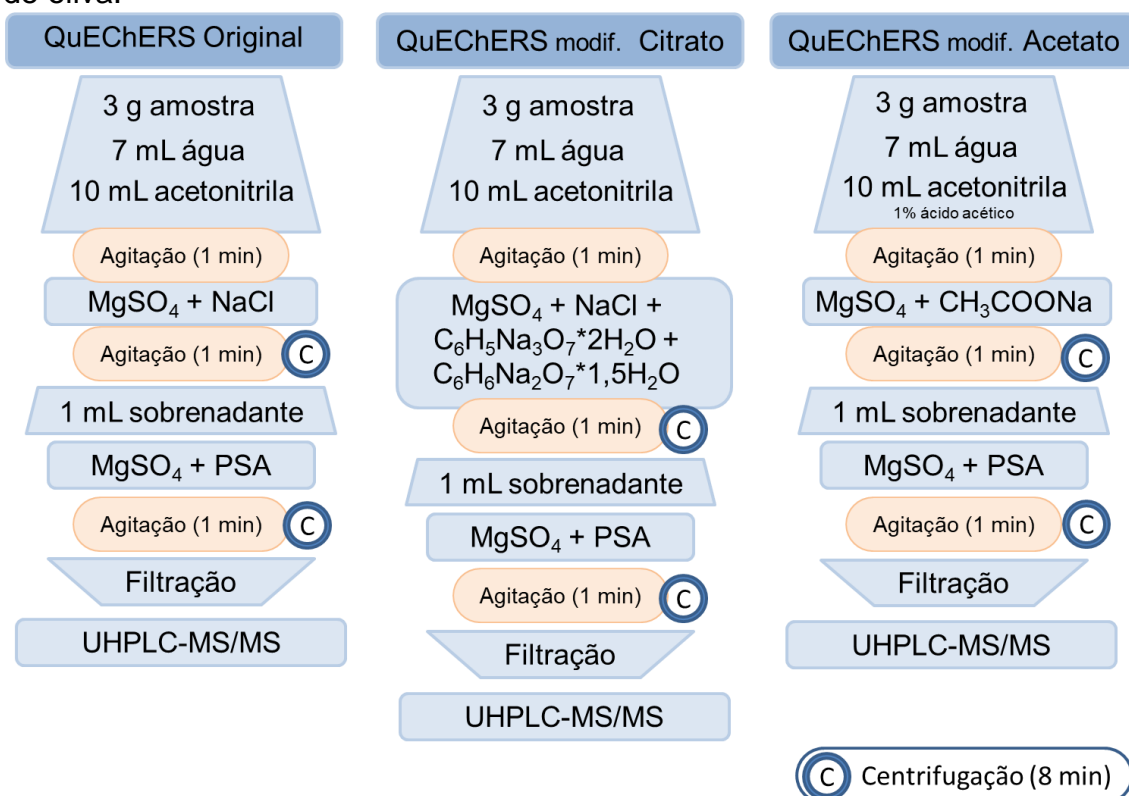 de oliva.
QuEChERS Original
3 g amostra
7 mL água
10 mL acetonitrila
Agitação (1 min)
MgSO₄ + NaCl
Agitação (1 min) C
1 mL sobrenadante
MgSO₄ + PSA
Agitação (1 min) C
Filtração
UHPLC-MS/MS
QuEChERS modif. Citrato
3 g amostra
7 mL água
10 mL acetonitrila
Agitação (1 min)
MgSO₄ + NaCl +
C₆H₅Na₃O₇*2H₂O +
C₆H₆Na₂O₇*1,5H₂O
Agitação (1 min) C
1 mL sobrenadante
MgSO₄ + PSA
Agitação (1 min) C
Filtração
UHPLC-MS/MS
QuEChERS modif. Acetato
3 g amostra
7 mL água
10 mL acetonitrila
1% ácido acético
Agitação (1 min)
MgSO₄ + CH₃COONa
Agitação (1 min) C
1 mL sobrenadante
MgSO₄ + PSA
Agitação (1 min) C
Filtração
UHPLC-MS/MS
C Centrifugação (8 min)